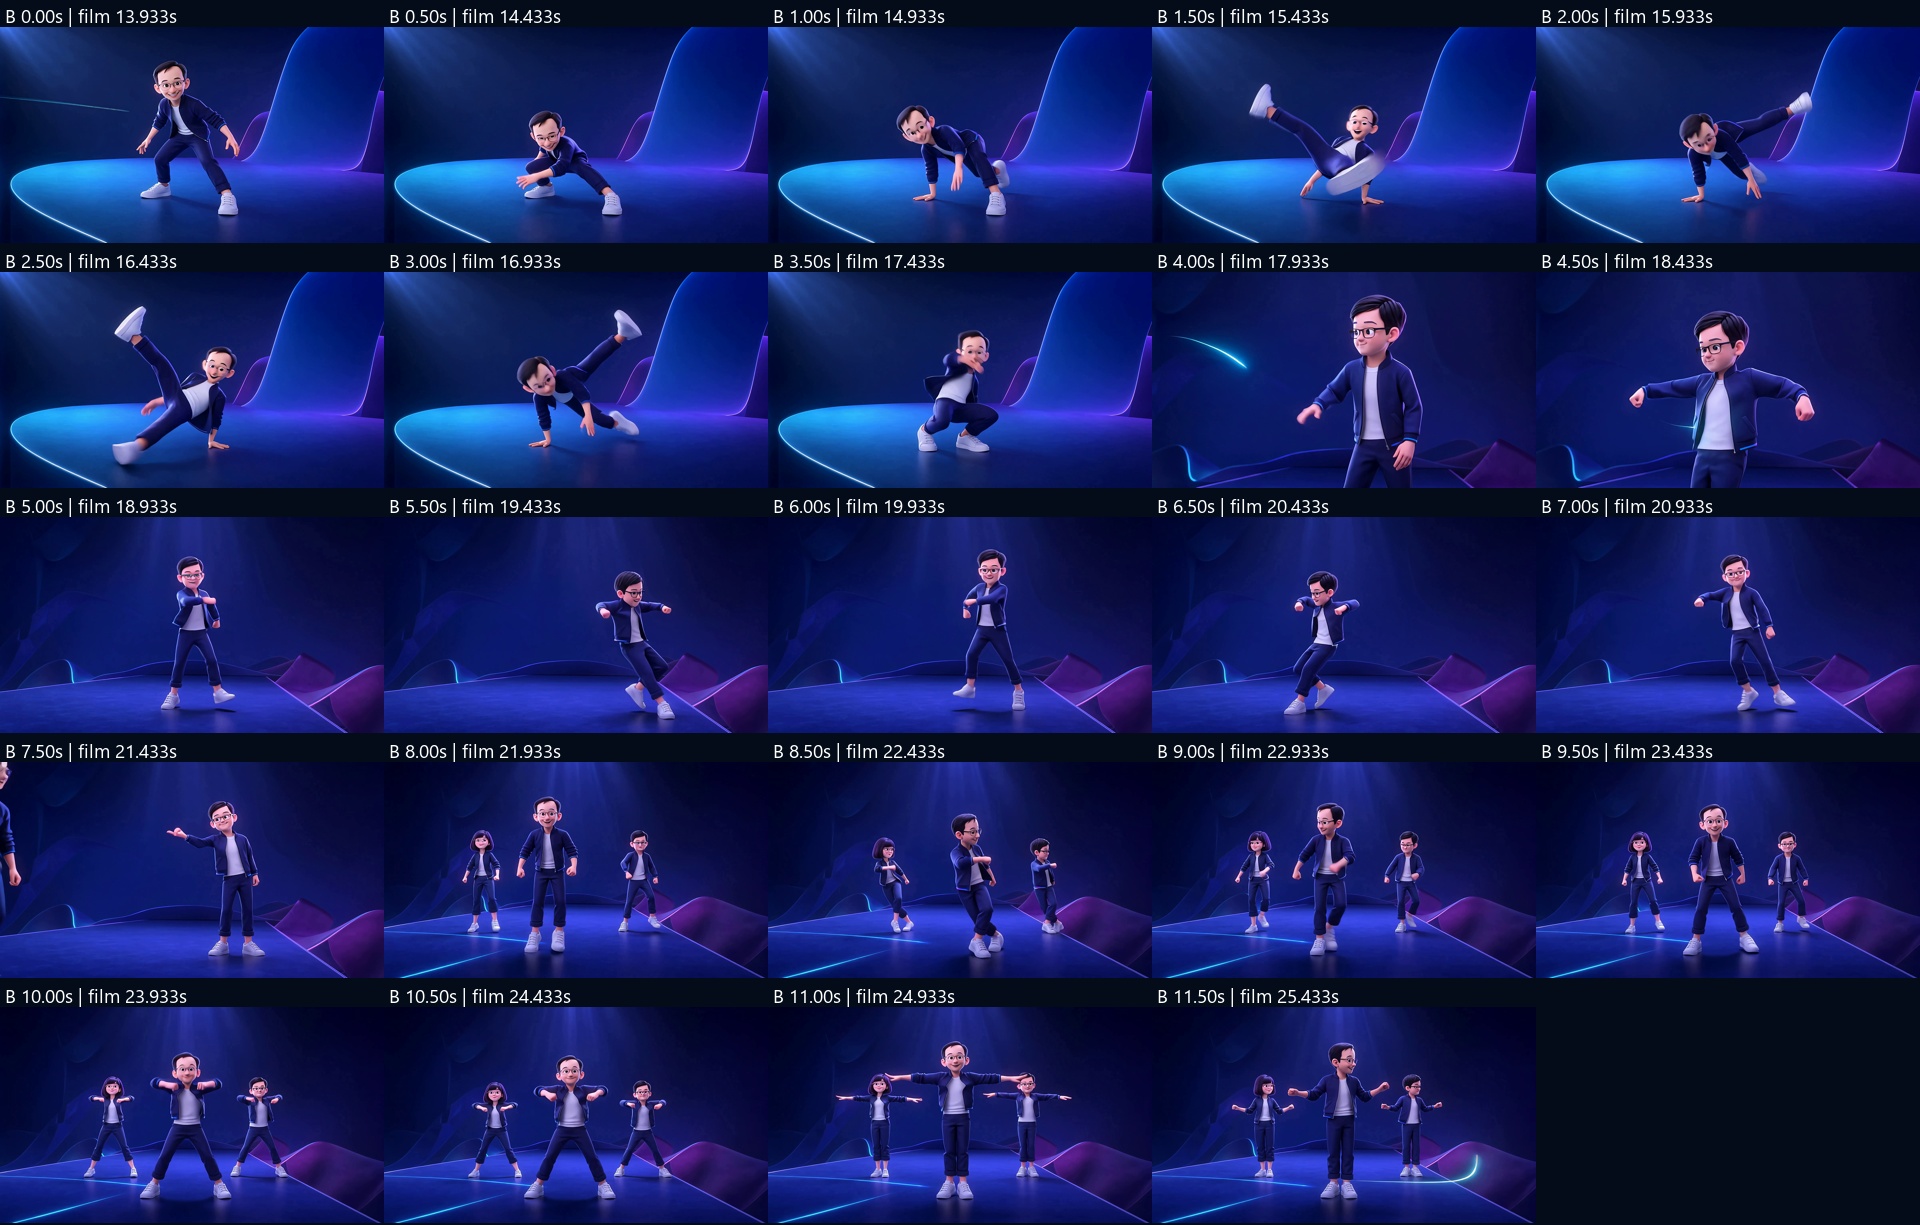 B 0.00s | film 13.933s
B 0.50s | film 14.433s
B 1.00s | film 14.933s
B 1.50s | film 15.433s
B 2.00s | film 15.933s
B 2.50s | film 16.433s
B 3.00s | film 16.933s
B 3.50s | film 17.433s
B 4.00s | film 17.933s
B 4.50s | film 18.433s
B 5.00s | film 18.933s
B 5.50s | film 19.433s
B 6.00s | film 19.933s
B 6.50s | film 20.433s
B 7.00s | film 20.933s
B 7.50s | film 21.433s
B 8.00s | film 21.933s
B 8.50s | film 22.433s
B 9.00s | film 22.933s
B 9.50s | film 23.433s
B 10.00s | film 23.933s
B 10.50s | film 24.433s
B 11.00s | film 24.933s
B 11.50s | film 25.433s